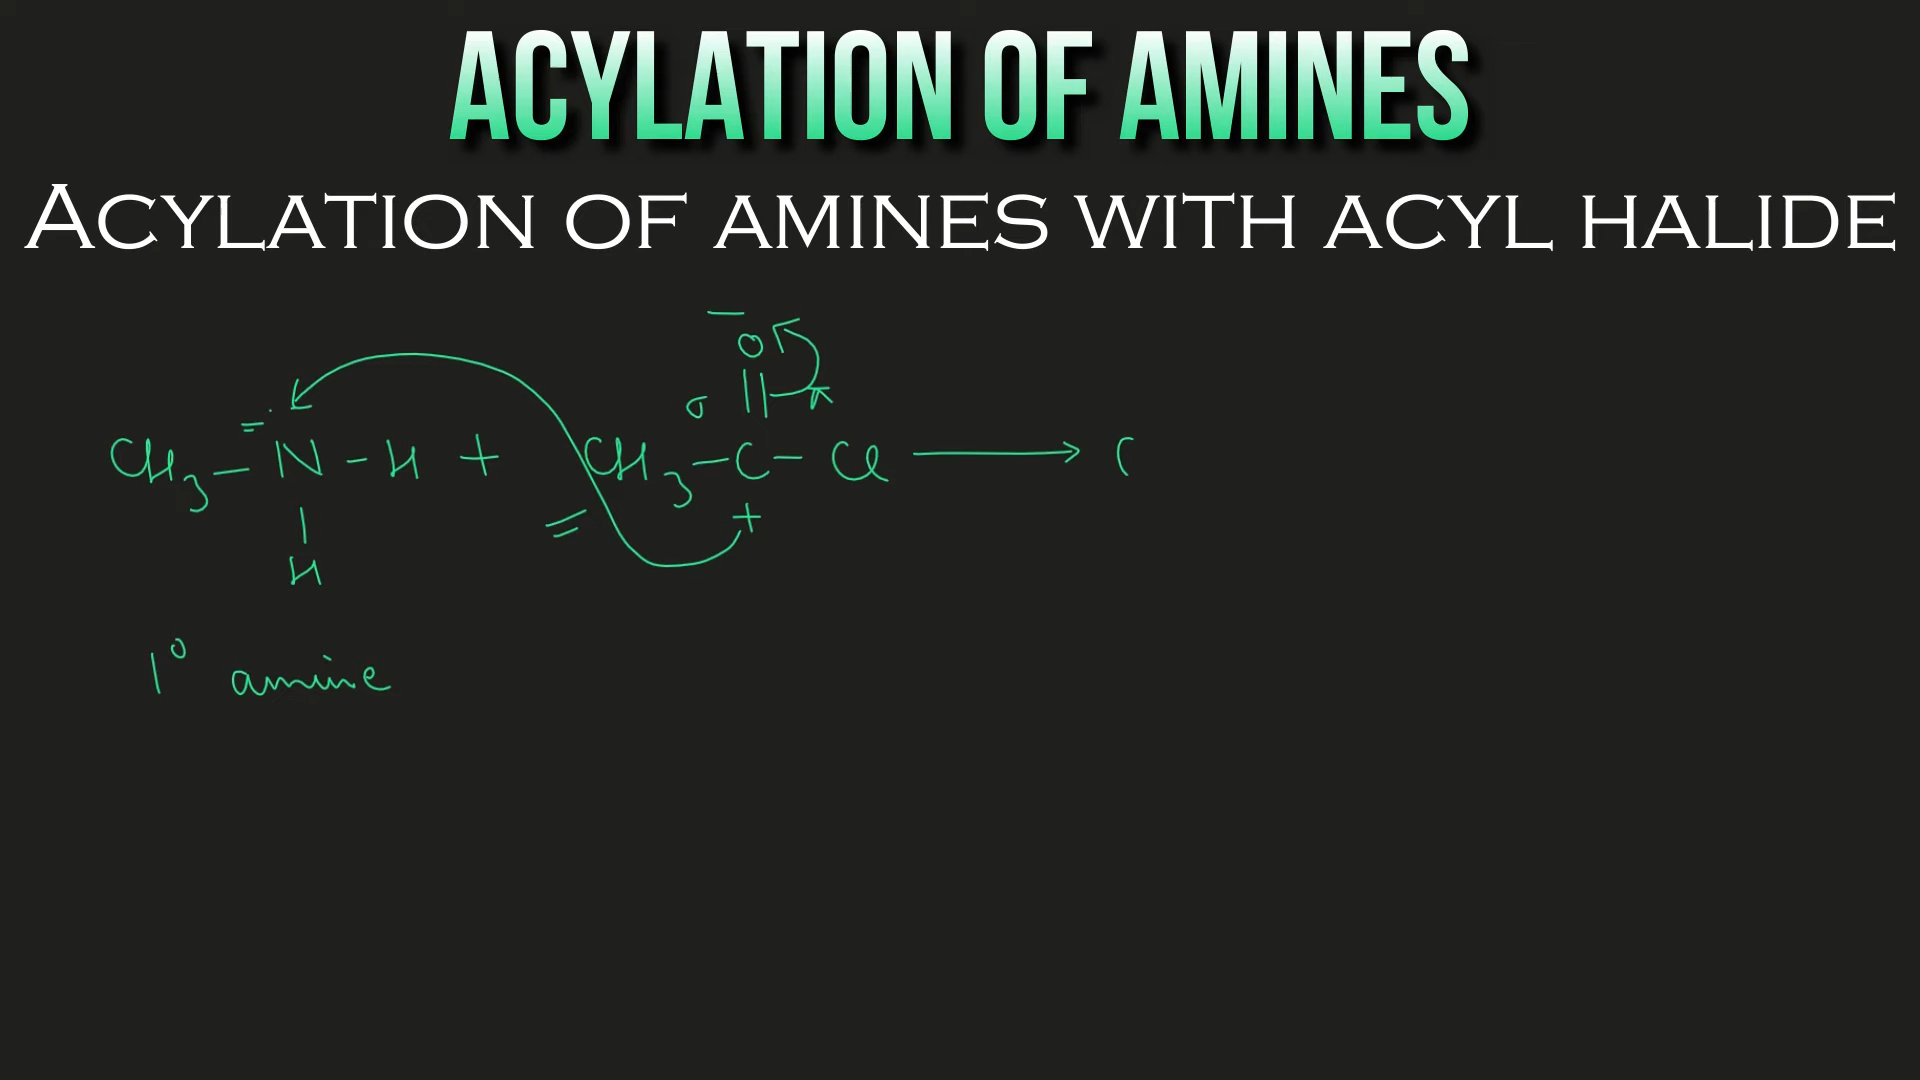 ACYLATION OF AMINES
ACYLATION OF AMINES WITH ACYL HALIDE
− O
σ ||
CH₃ − N − H + CH₃ − C − Cl ⟶ C
| +
H
1° amine